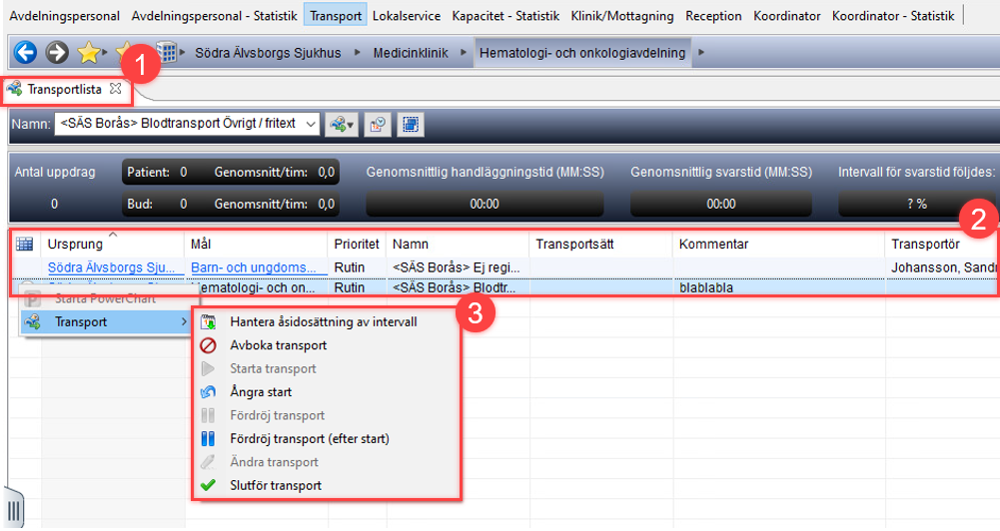 Avdelningspersonal Avdelningspersonal - Statistik Transport Lokalservice Kapacitet - Statistik Klinik/Mottagning Reception Koordinator Koordinator - Statistik
1
Södra Älvsborgs Sjukhus Medicinklinik Hematologi- och onkologiavdelning
Transportlista
Namn: <SÄS Borås> Blodtransport Övrigt / fritext
Antal uppdrag Patient: 0 Genomsnitt/tim: 0,0 Genomsnittlig handläggningstid (MM:SS) Genomsnittlig svarstid (MM:SS) Intervall för svarstid följdes:
0 Bud: 0 Genomsnitt/tim: 0,0 00:00 00:00 ? %
2
Ursprung Mål Prioritet Namn Transportsätt Kommentar Transportör
Södra Älvsborgs Sju... Barn- och ungdoms... Rutin <SÄS Borås> Ej regi... Johansson, Sandr
Hematologi- och on... Rutin <SÄS Borås> Blodtr... blablabla
Starta PowerChart
Transport
3
Hantera åsidosättning av intervall
Avboka transport
Starta transport
Ångra start
Fördröj transport
Fördröj transport (efter start)
Ändra transport
Slutför transport